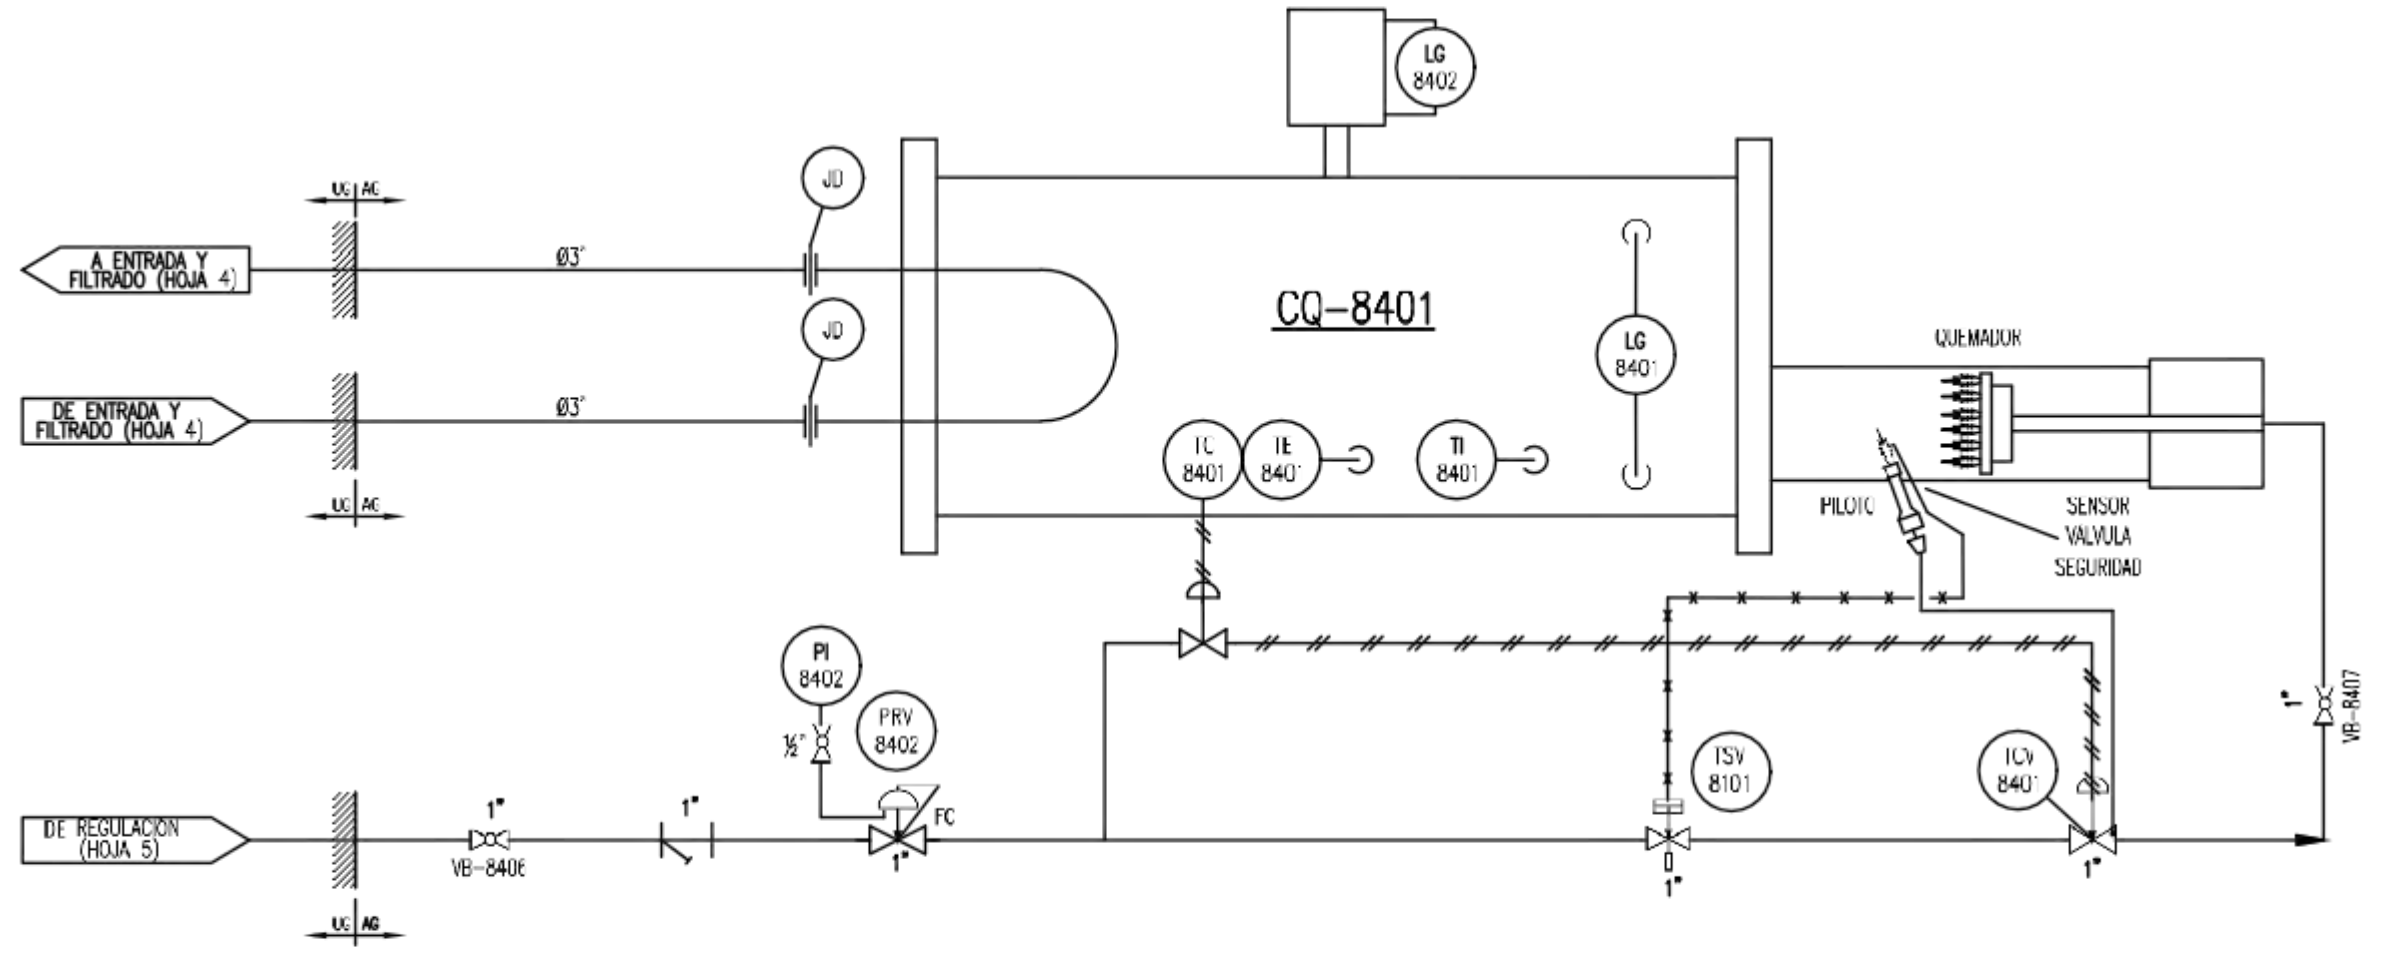 LG
8402
JD
UG AG
A ENTRADA Y
FILTRADO (HOJA 4)
Ø3"
CQ-8401
JD
LG
8401
QUEMADOR
DE ENTRADA Y
FILTRADO (HOJA 4)
Ø3"
TC
8401
TE
8401
TI
8401
UG AG
PILOTO
SENSOR
VALVULA
SEGURIDAD
PI
8402
PRV
8402
½"
1"
VB-8407
TSV
8101
TCV
8401
DE REGULACION
(HOJA 5)
1"
VB-8406
1"
FC
1"
1"
1"
UG AG